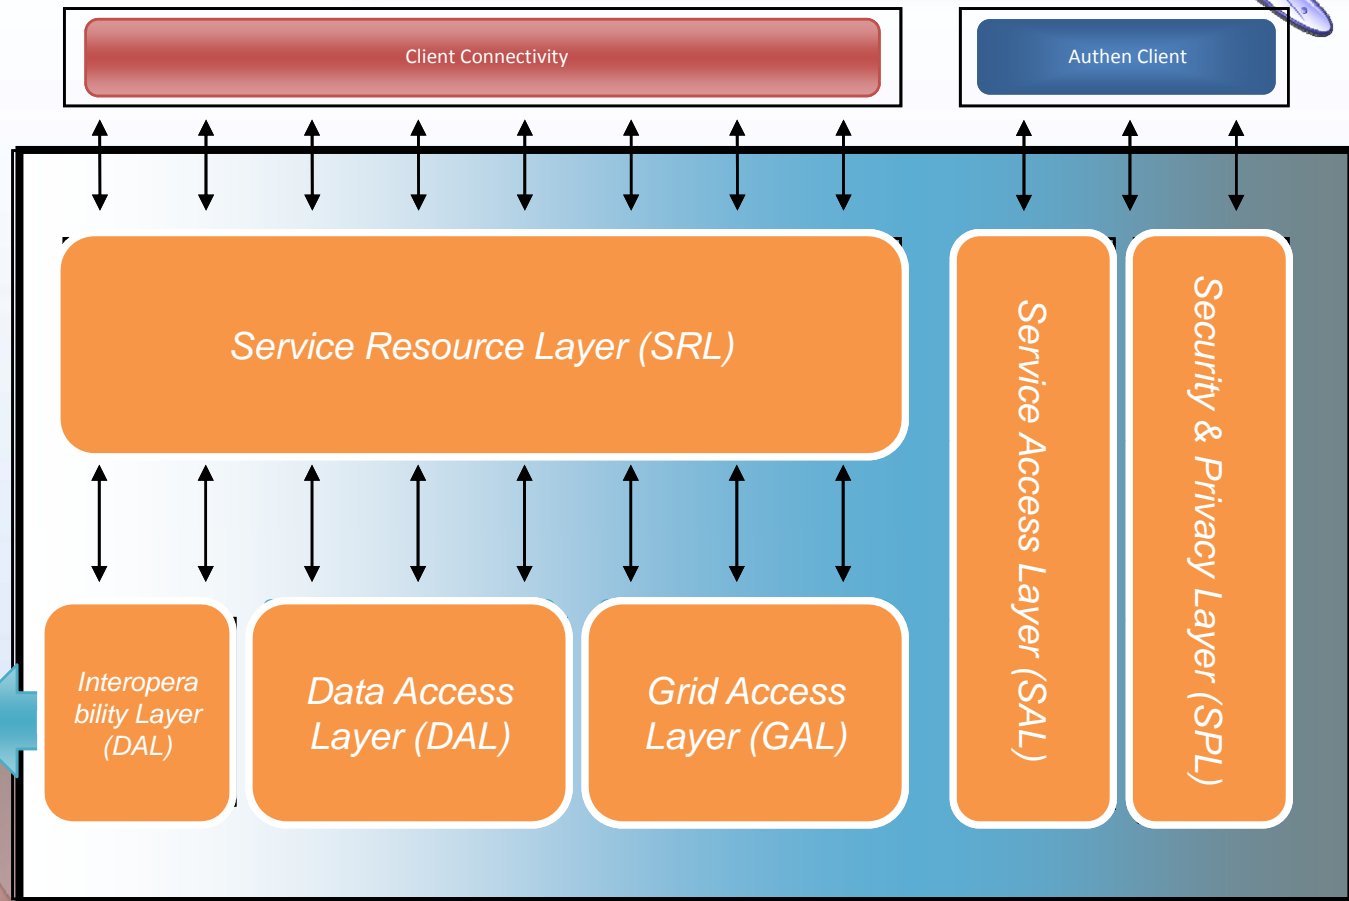 Client Connectivity
Authen Client
Service Resource Layer (SRL)
Service Access Layer (SAL)
Security & Privacy Layer (SPL)
Interopera
bility Layer
(DAL)
Data Access
Layer (DAL)
Grid Access
Layer (GAL)